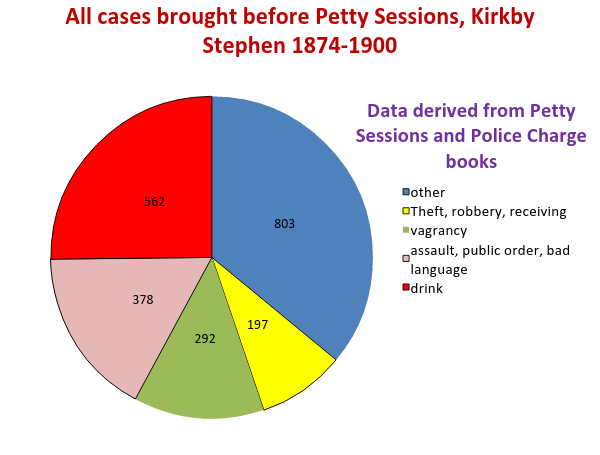 All cases brought before Petty Sessions, Kirkby
Stephen 1874-1900
Data derived from Petty
Sessions and Police Charge
books
other
Theft, robbery, receiving
vagrancy
assault, public order, bad
language
drink
562
803
378
197
292